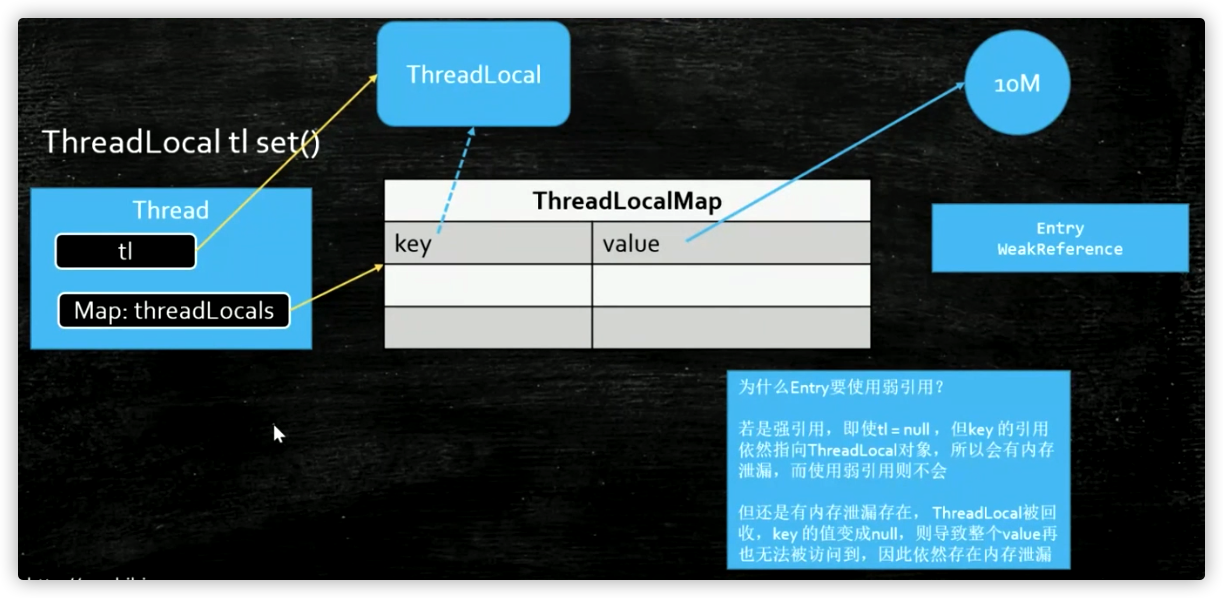 ThreadLocal
10M
ThreadLocal tl set()
Thread
tl
Map: threadLocals
ThreadLocalMap
key
value
Entry
WeakReference
为什么Entry要使用弱引用?
若是强引用，即使tl = null ，但key 的引用
依然指向ThreadLocal对象，所以会有内存
泄漏，而使用弱引用则不会
但还是有内存泄漏存在， ThreadLocal被回
收，key 的值变成null，则导致整个value再
也无法被访问到，因此依然存在内存泄漏